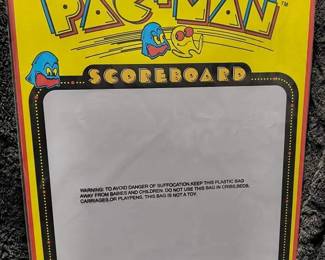 PAC-MAN
TM
SCOREBOARD
WARNING: TO AVOID DANGER OF SUFFOCATION,KEEP THIS PLASTIC BAG
AWAY FROM BABIES AND CHILDREN. DO NOT USE THIS BAG IN CRIBS,BEDS,
CARRIAGES,OR PLAYPENS, THIS BAG IS NOT A TOY.